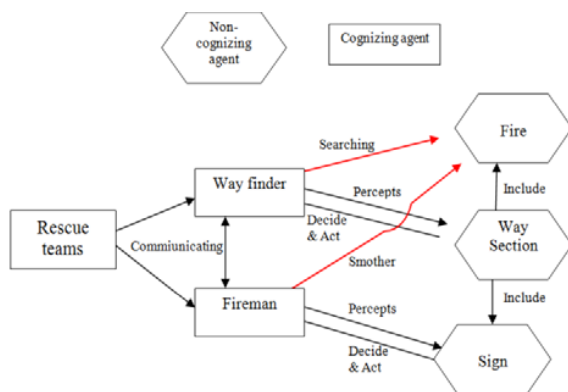 Non-
cognizing
agent
Cognizing agent
Fire
Searching
Way finder
Percepts
Include
Decide
& Act
Rescue
teams
Commiunicating
Way
Section
Smother
Fireman
Percepts
Include
Decide
& Act
Sign